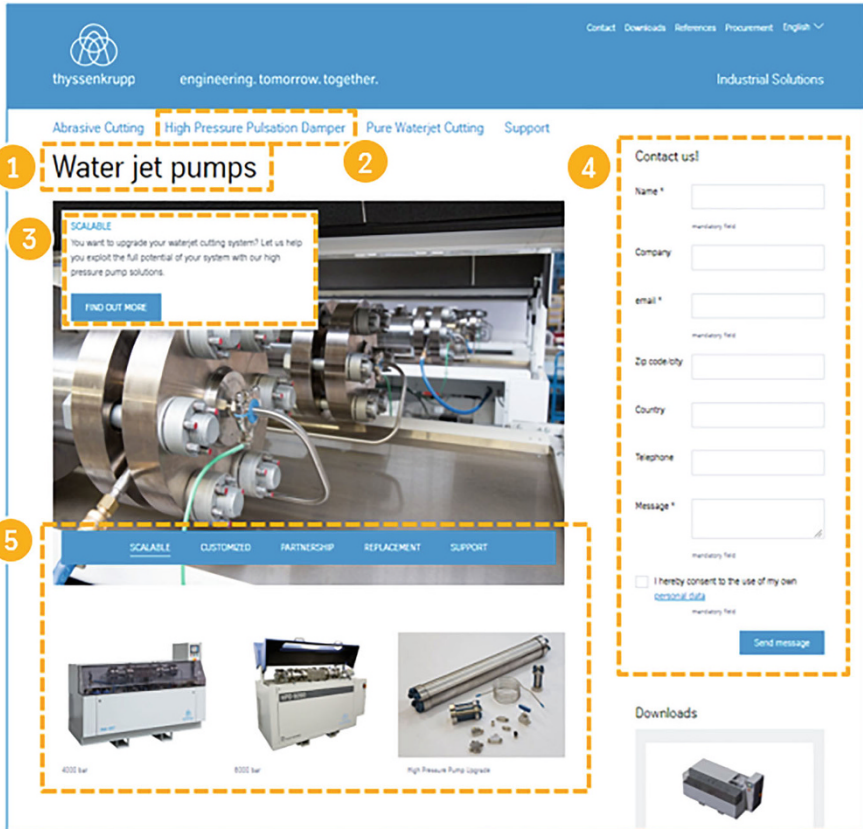 Contact Downloads References Procurement English
thyssenkrupp
engineering. tomorrow. together.
Industrial Solutions
Abrasive Cutting High Pressure Pulsation Damper Pure Waterjet Cutting Support
1
Water jet pumps
2
3
SCALABLE
You want to upgrade your waterjet cutting system? Let us help
you exploit the full potential of your system with our high
pressure pump solutions.
FIND OUT MORE
5
SCALABLE CUSTOMIZED PARTNERSHIP REPLACEMENT SUPPORT
4000 bar
6000 bar
High Pressure Pump Upgrade
4
Contact us!
Name *
mandatory field
Company
email *
mandatory field
Zip code/city
Country
Telephone
Message *
mandatory field
I hereby consent to the use of my own
personal data
mandatory field
Send message
Downloads